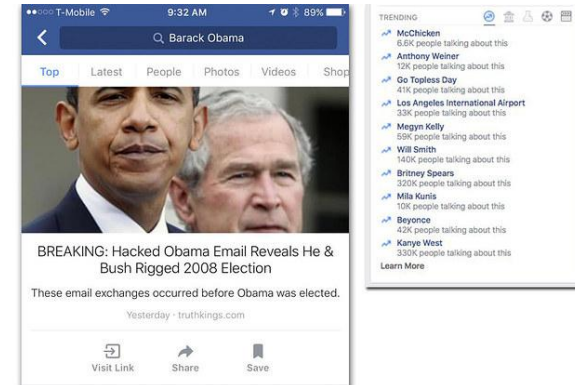 T-Mobile 9:32 AM 89%
Barack Obama
Top Latest People Photos Videos Shop
BREAKING: Hacked Obama Email Reveals He &
Bush Rigged 2008 Election
These email exchanges occurred before Obama was elected.
Yesterday · truthkings.com
Visit Link Share Save
TRENDING
McChicken
6.6K people talking about this
Anthony Weiner
12K people talking about this
Go Topless Day
41K people talking about this
Los Angeles International Airport
33K people talking about this
Megyn Kelly
59K people talking about this
Will Smith
140K people talking about this
Britney Spears
320K people talking about this
Mila Kunis
10K people talking about this
Beyonce
42K people talking about this
Kanye West
330K people talking about this
Learn More